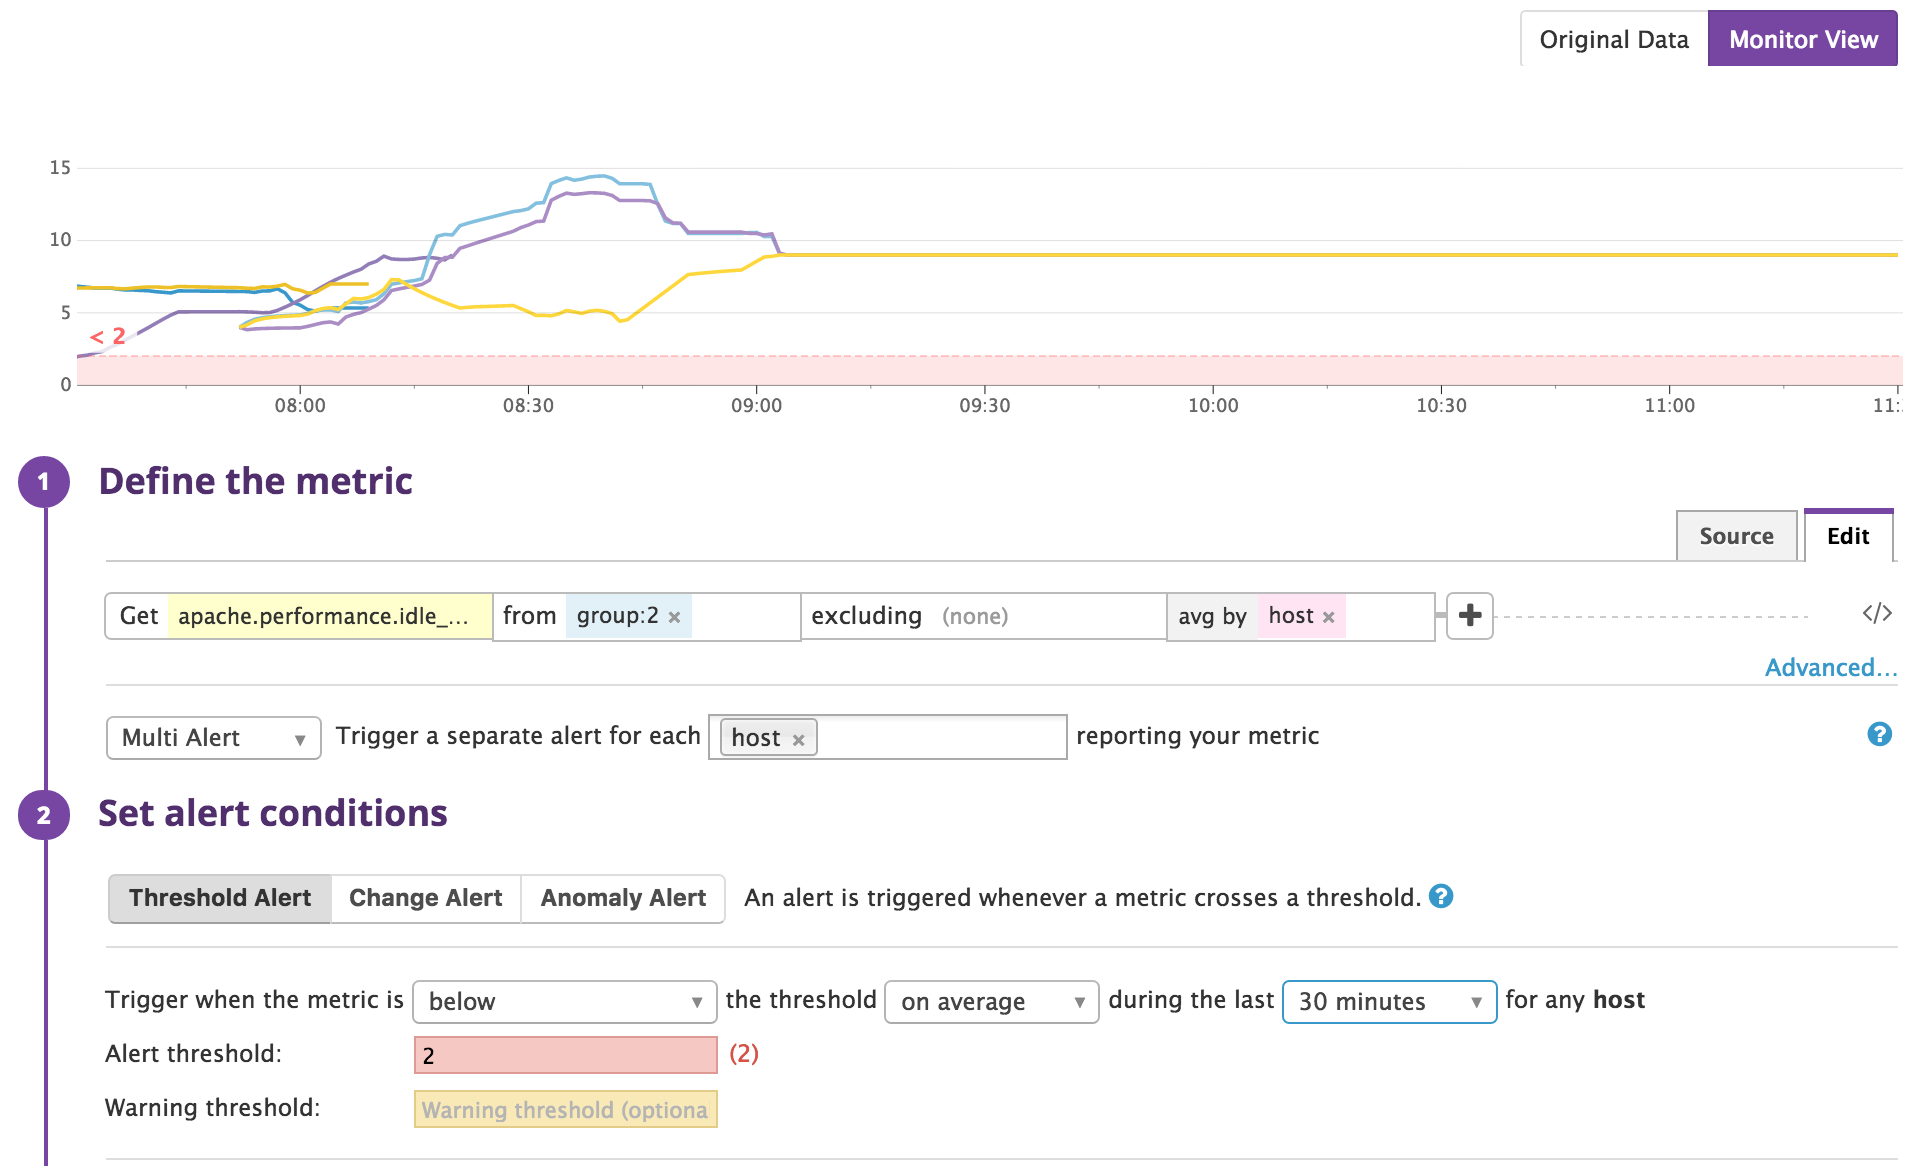 Original Data Monitor View
15
10
5
< 2
0
08:00 08:30 09:00 09:30 10:00 10:30 11:00 11:
1 Define the metric
Source Edit
Get apache.performance.idle_... from group:2 × excluding (none) avg by host × + </>
Advanced...
Multi Alert ▼ Trigger a separate alert for each host × reporting your metric ?
2 Set alert conditions
Threshold Alert Change Alert Anomaly Alert An alert is triggered whenever a metric crosses a threshold. ?
Trigger when the metric is below ▼ the threshold on average ▼ during the last 30 minutes ▼ for any host
Alert threshold: 2 (2)
Warning threshold: Warning threshold (optiona